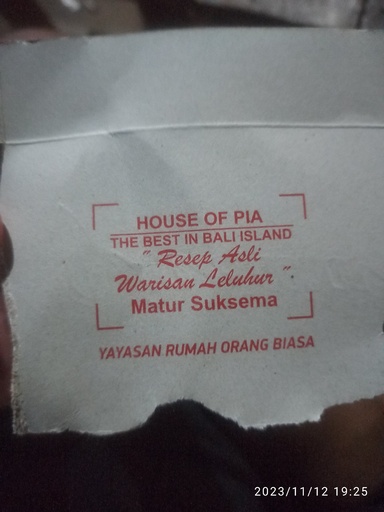 HOUSE OF PIA
THE BEST IN BALI ISLAND
" Resep Asli
Warisan Leluhur ".
Matur Suksema
YAYASAN RUMAH ORANG BIASA
2023/11/12 19:25